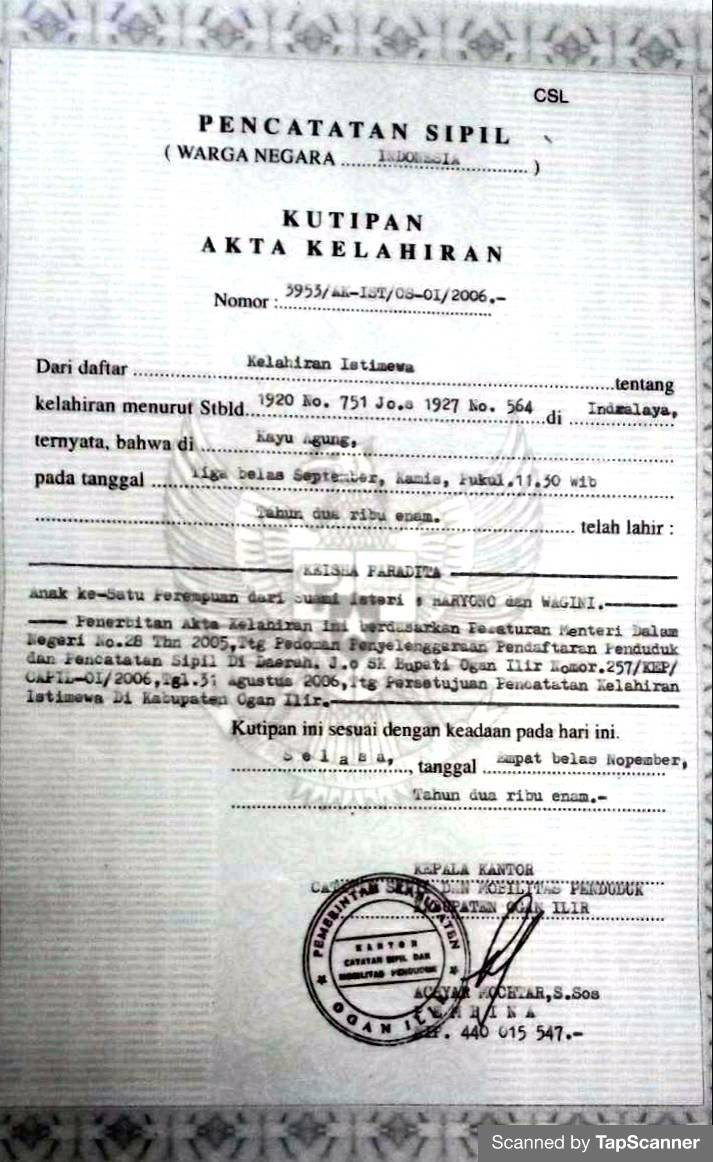 CSL
PENCATATAN SIPIL
( WARGA NEGARA ..... INDONESIA ..... )
KUTIPAN
AKTA KELAHIRAN
Nomor : 3953/AK-IST/OS-OI/2006.-
Dari daftar ..... Kelahiran Istimewa ..... tentang
kelahiran menurut Stbld. 1920 No. 751 Jo.s 1927 No. 564 di Indralaya,
ternyata, bahwa di ..... Kayu Agung,
pada tanggal ..... Tiga belas September, Kamis, Pukul.11.30 Wib
Tahun dua ribu enam. ..... telah lahir :
KEISHA PARADITA
Anak ke-Satu Perempuan dari Suami Isteri : HARYONO dan WAGINI.-
Penerbitan Akta Kelahiran ini berdasarkan Peraturan Menteri Dalam
Negeri No.28 Thn 2005,Ttg Pedoman Penyelenggaraan Pendaftaran Penduduk
dan Pencatatan Sipil Di Daerah. J.o SK Bupati Ogan Ilir Nomor.257/KEP/
CAPIL-OI/2006,Tgl.31 Agustus 2006,Ttg Persetujuan Pencatatan Kelahiran
Istimewa Di Kabupaten Ogan Ilir.
Kutipan ini sesuai dengan keadaan pada hari ini.
S e l a s a, tanggal Empat belas Nopember,
Tahun dua ribu enam.-
KEPALA KANTOR
CATATAN SIPIL DAN MOBILITAS PENDUDUK
KABUPATEN OGAN ILIR
PEMERINTAH KABUPATEN
KANTOR
CATATAN SIPIL DAN
MOBILITAS PENDUDUK
OGAN ILIR
MOCHTAR,S.Sos
NIP. 440 015 547.-
Scanned by TapScanner